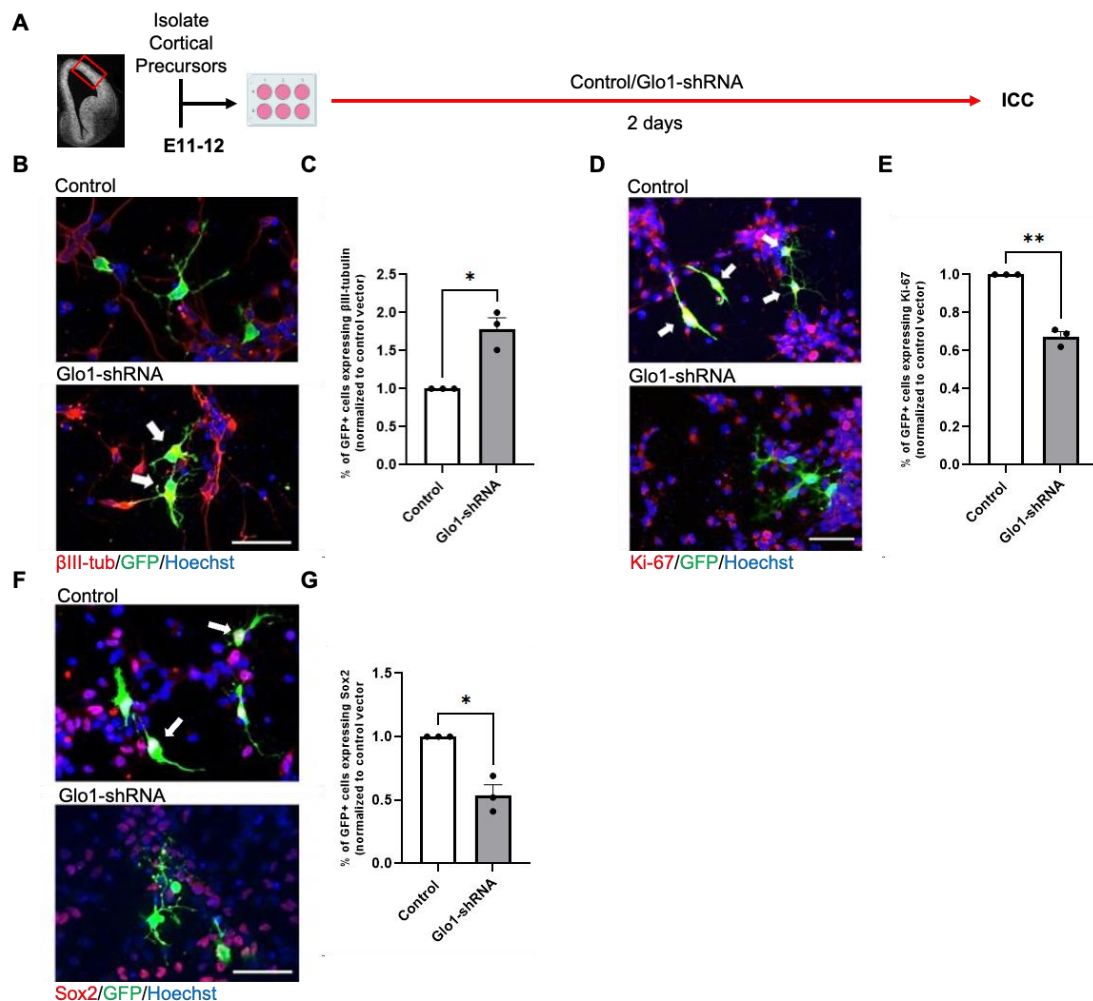 A
Isolate
Cortical
Precursors
E11-12
Control/Glo1-shRNA
2 days
ICC
B
Control
Glo1-shRNA
βIII-tub/GFP/Hoechst
C
% of GFP+ cells expressing βIII-tubulin
(normalized to control vector)
2.5
2.0
1.5
1.0
0.5
0.0
*
Control
Glo1-shRNA
D
Control
Glo1-shRNA
Ki-67/GFP/Hoechst
E
% of GFP+ cells expressing Ki-67
(normalized to control vector)
1.0
0.8
0.6
0.4
0.2
0.0
**
Control
Glo1-shRNA
F
Control
Glo1-shRNA
Sox2/GFP/Hoechst
G
% of GFP+ cells expressing Sox2
(normalized to control vector
1.5
1.0
0.5
0.0
*
Control
Glo1-shRNA